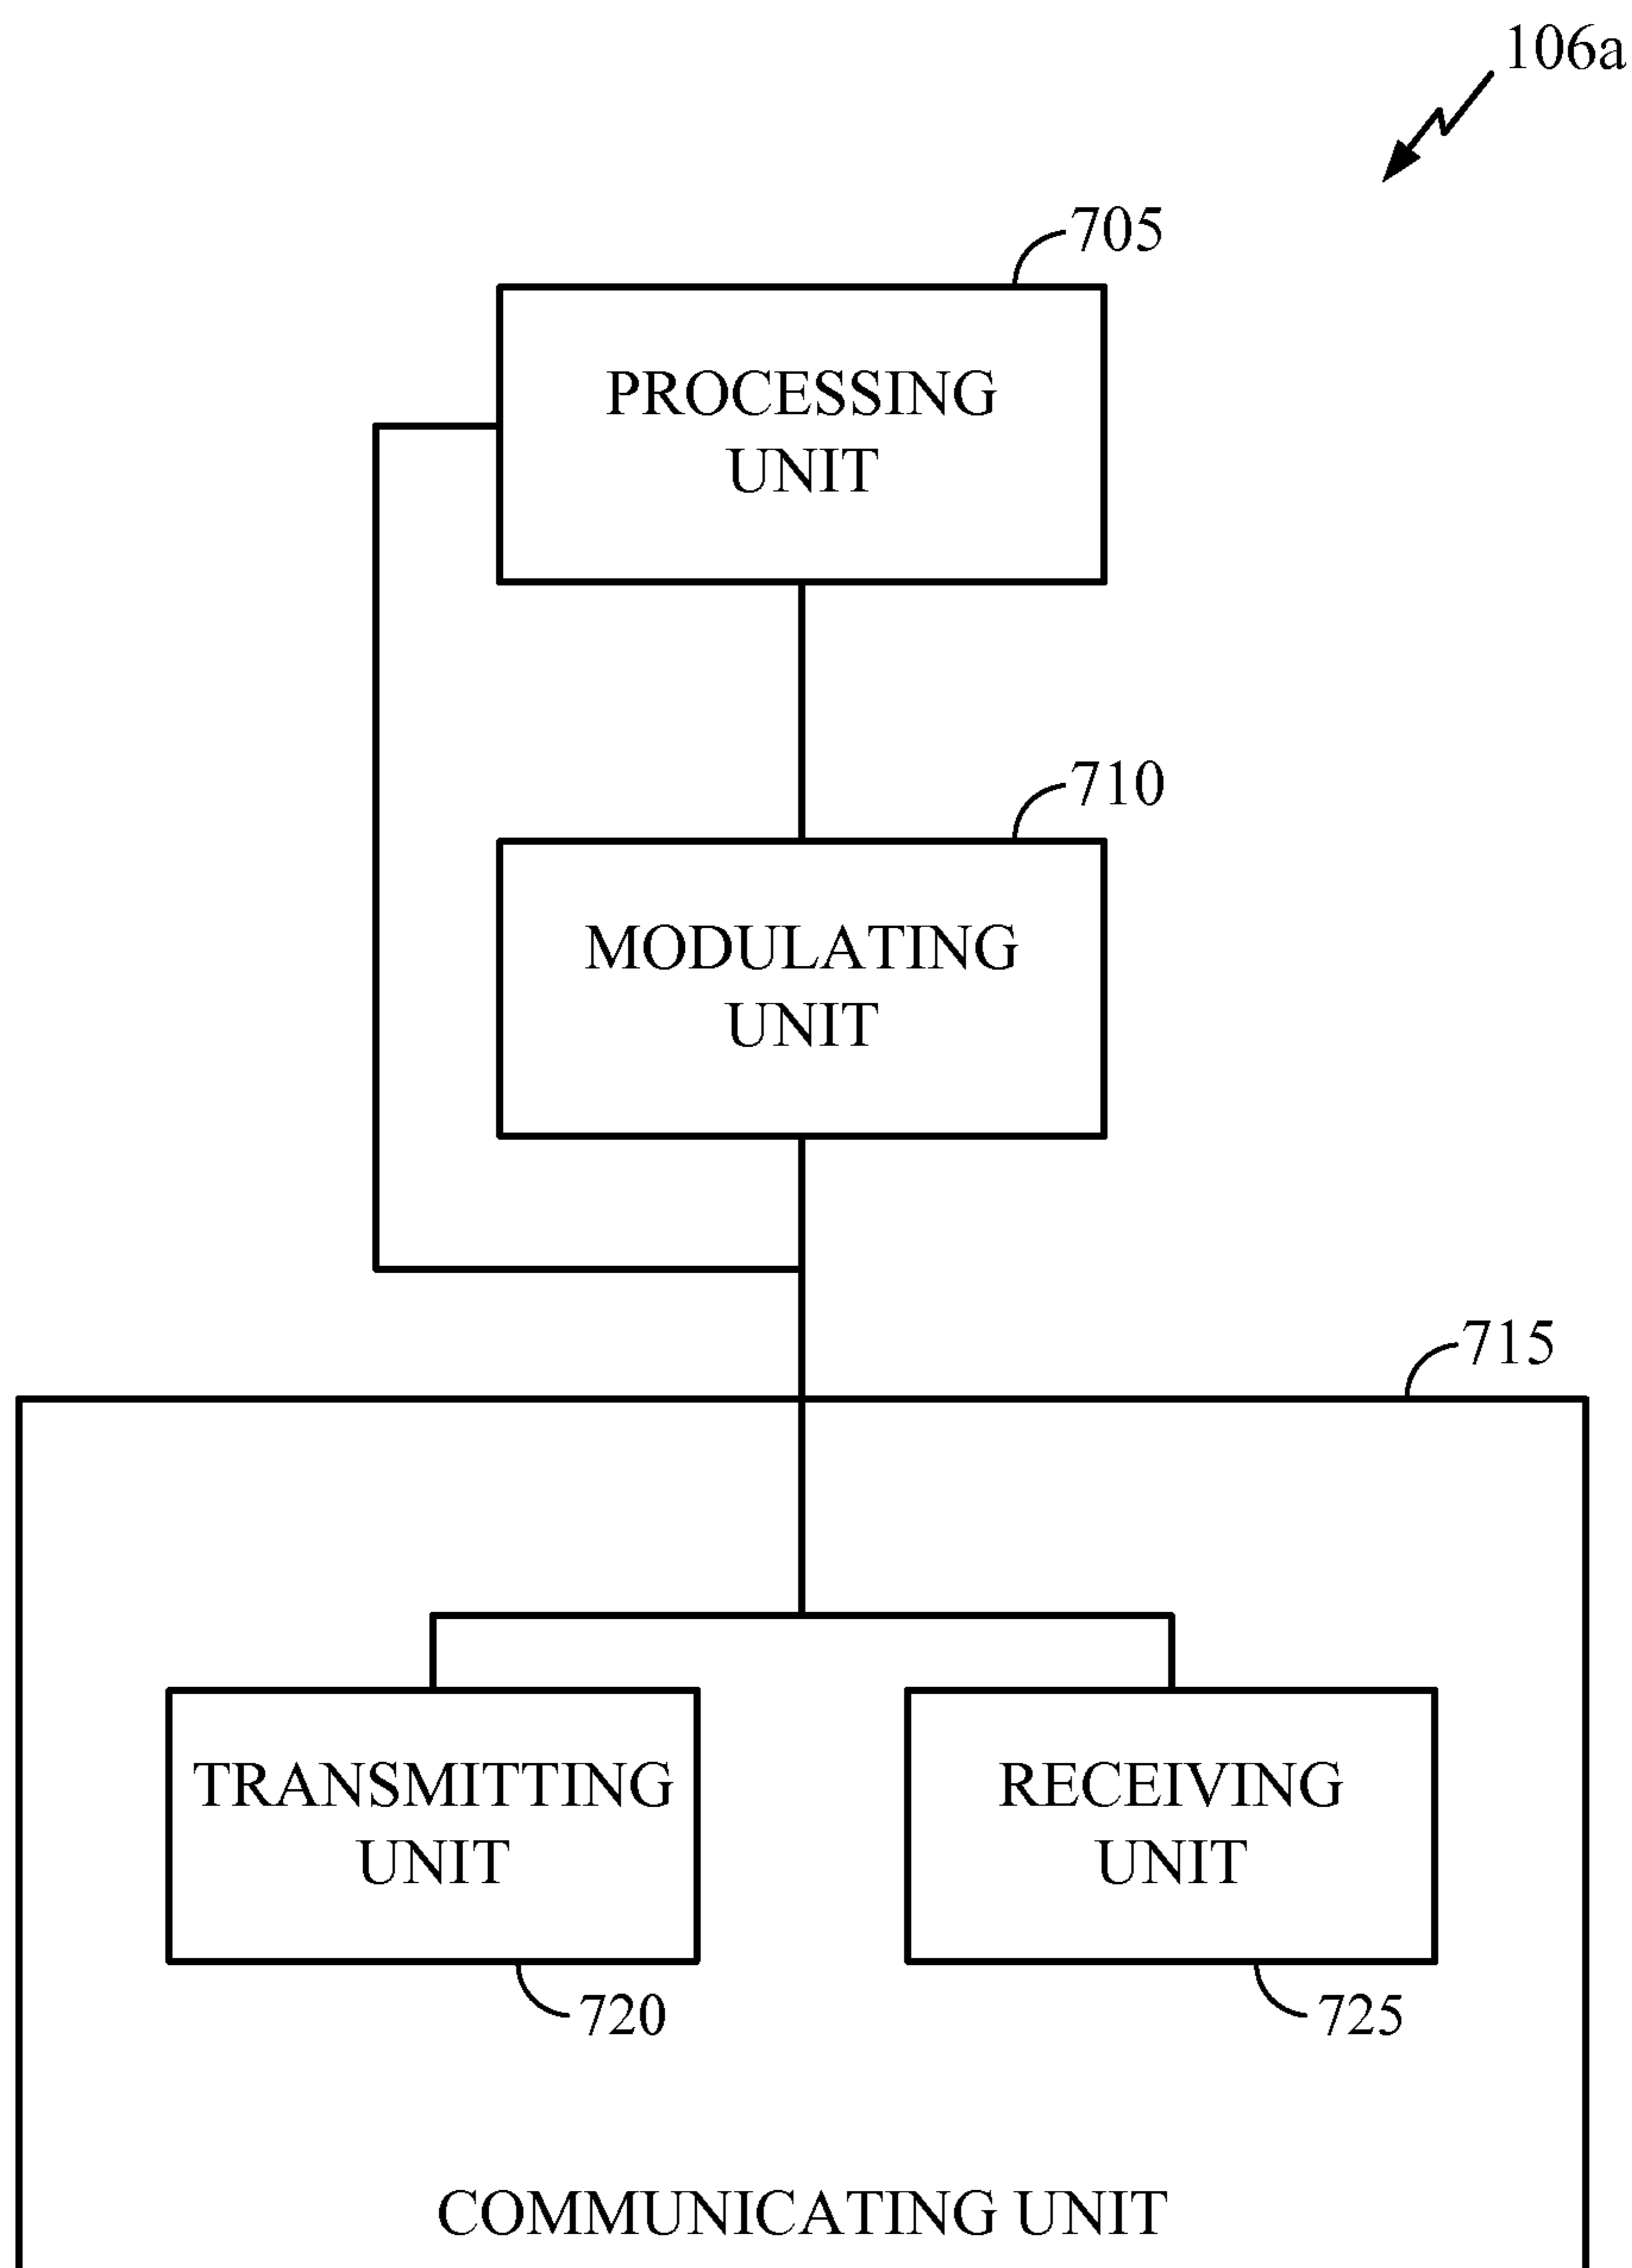 106a
705
PROCESSING
UNIT
710
MODULATING
UNIT
715
TRANSMITTING
UNIT
RECEIVING
UNIT
720
725
COMMUNICATING UNIT